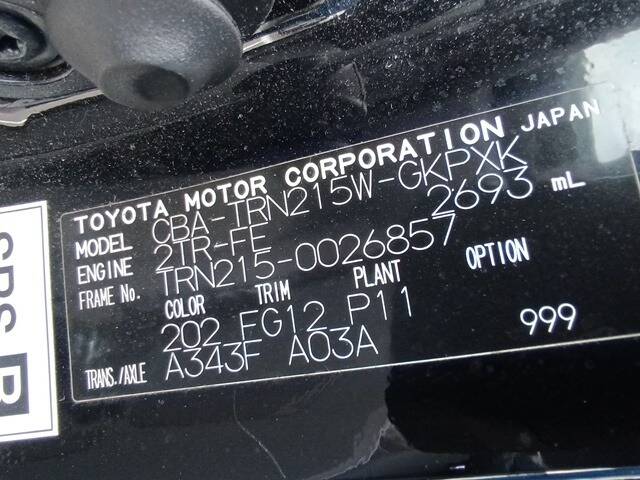 TOYOTA MOTOR CORPORATION JAPAN
MODEL CBA-TRN215W-GKPXK
ENGINE 2TR-FE 2693 mL
FRAME No. TRN215-0026857
COLOR TRIM PLANT OPTION
202 FG12 P11
TRANS./AXLE A343F A03A 999
B